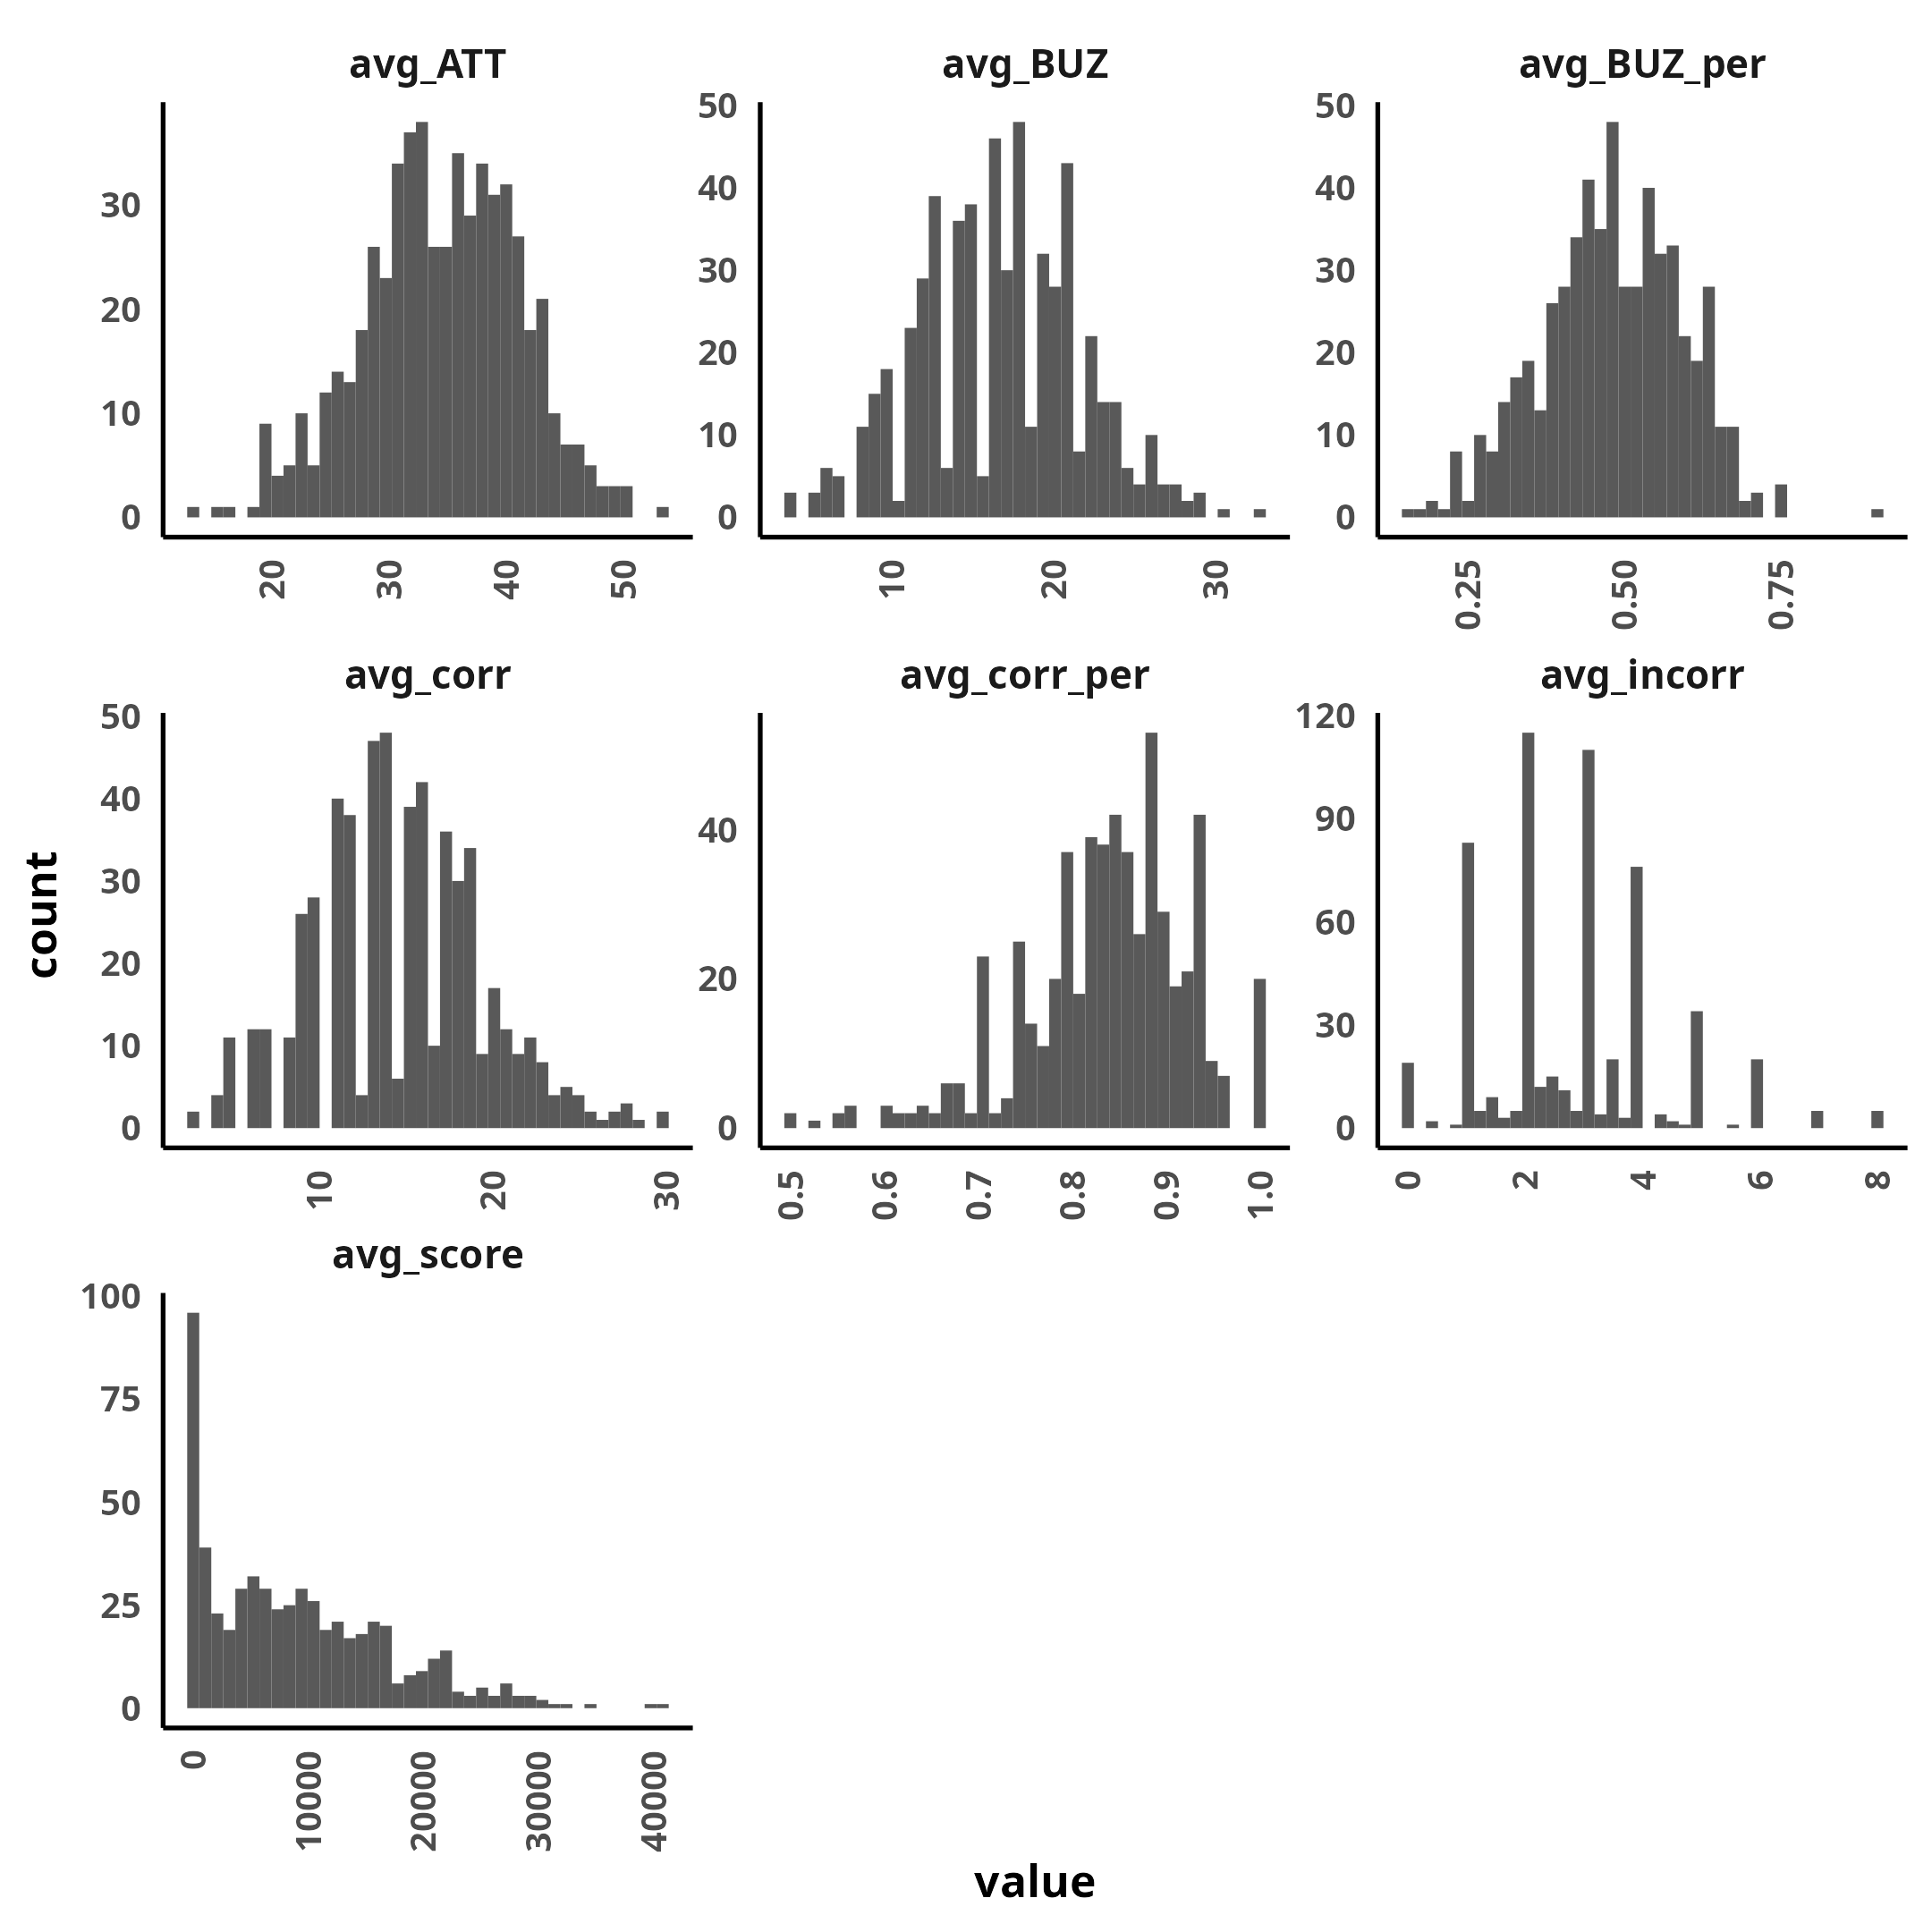 avg_ATT avg_BUZ avg_BUZ_per
50 50
40 40
30 30 30
20 20 20
10 10 10
0 0 0
20 30 40 50 10 20 30 0.25 0.50 0.75
avg_corr avg_corr_per avg_incorr
50 120
40 40 90
30 60
20 20 30
10
0 0 0
10 20 30 0.5 0.6 0.7 0.8 0.9 1.0 0 2 4 6 8
count
avg_score
100
75
50
25
0
0 10000 20000 30000 40000
value